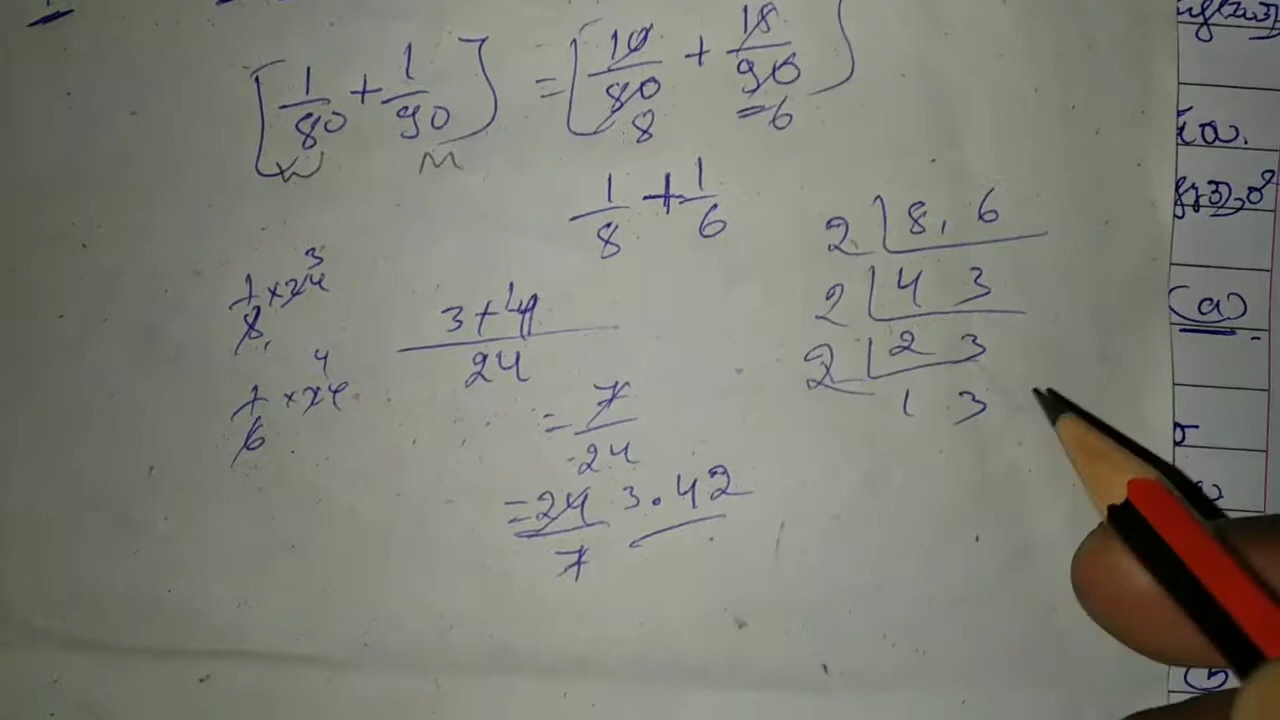 [1/80 + 1/90] = [10/80 + 18/90]
W M 8 =6
1/8 + 1/6
1/8 × 24 3
1/6 × 24 4
3+4/24
= 7/24
= 24/7 3.42
2 | 8, 6
2 | 4 3
2 | 2 3
1 3
(a)